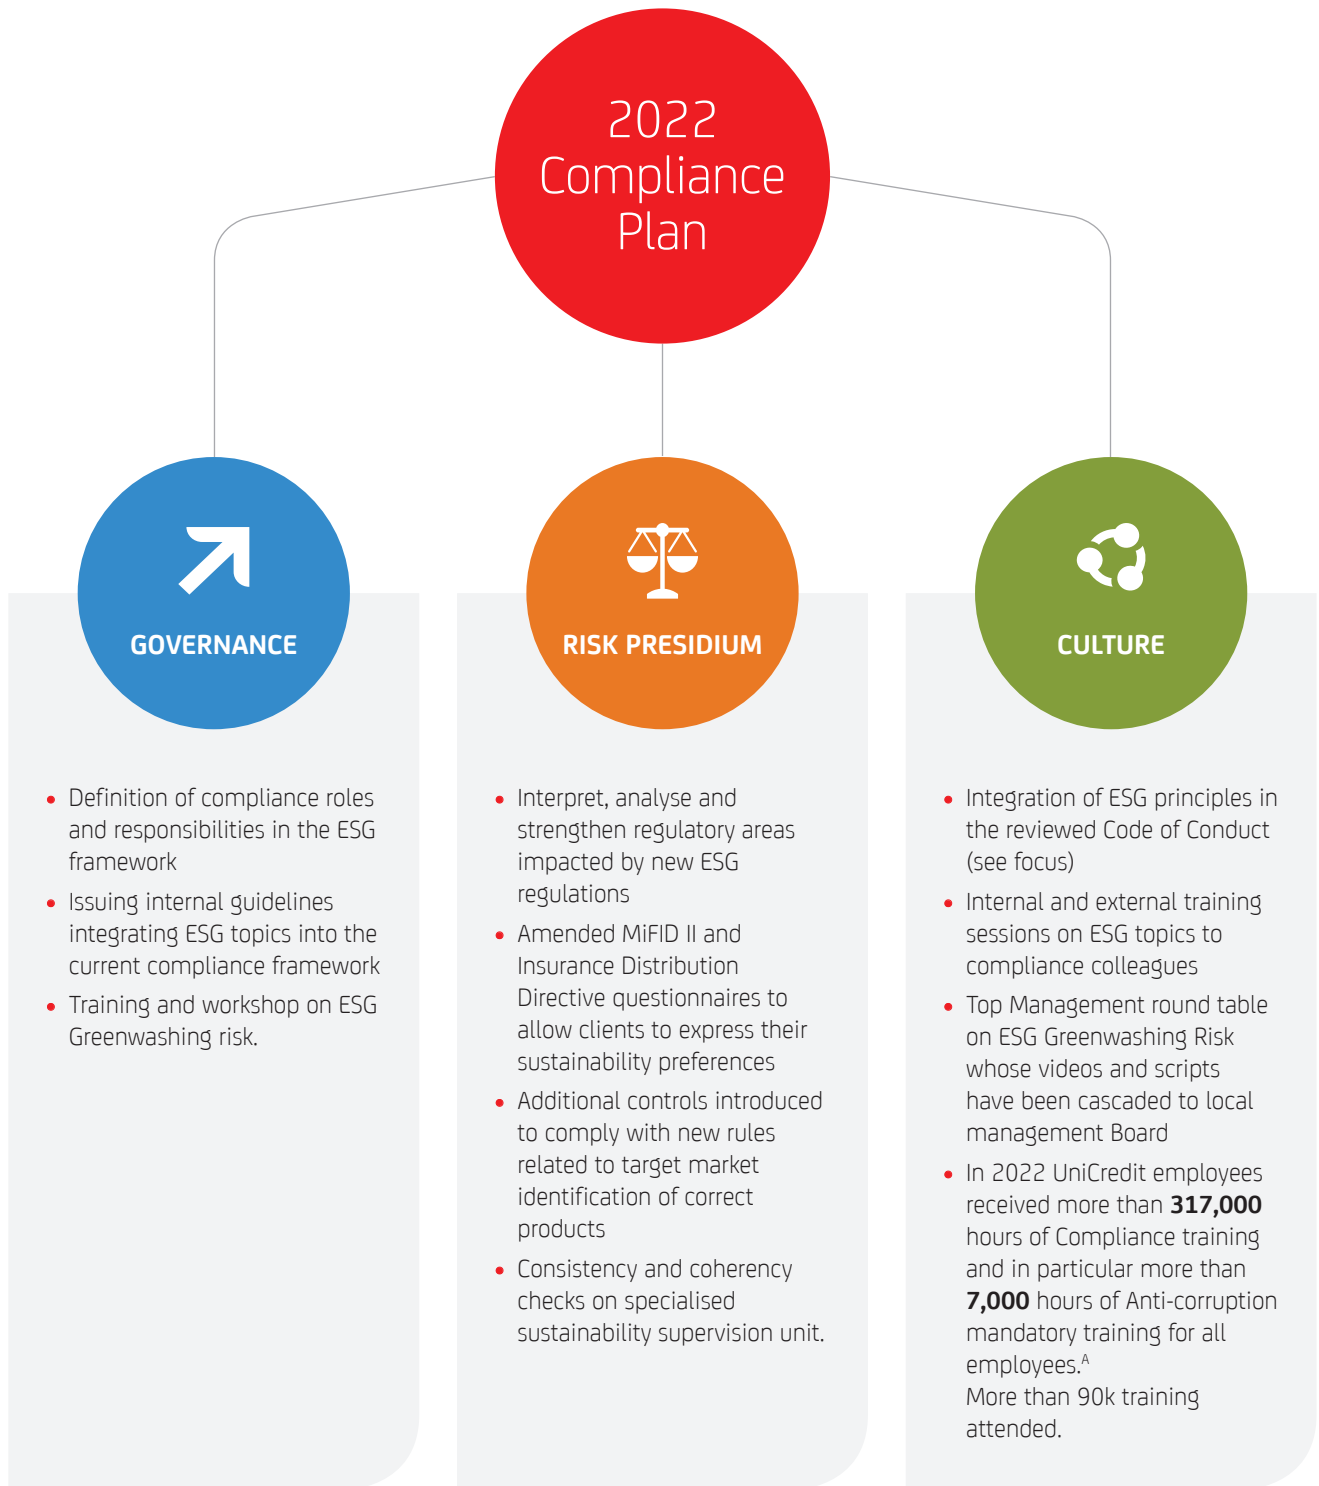 2022
Compliance
Plan
GOVERNANCE
• Definition of compliance roles
and responsibilities in the ESG
framework
• Issuing internal guidelines
integrating ESG topics into the
current compliance framework
• Training and workshop on ESG
Greenwashing risk.
RISK PRESIDIUM
• Interpret, analyse and
strengthen regulatory areas
impacted by new ESG
regulations
• Amended MiFID II and
Insurance Distribution
Directive questionnaires to
allow clients to express their
sustainability preferences
• Additional controls introduced
to comply with new rules
related to target market
identification of correct
products
• Consistency and coherency
checks on specialised
sustainability supervision unit.
CULTURE
• Integration of ESG principles in
the reviewed Code of Conduct
(see focus)
• Internal and external training
sessions on ESG topics to
compliance colleagues
• Top Management round table
on ESG Greenwashing Risk
whose videos and scripts
have been cascaded to local
management Board
• In 2022 UniCredit employees
received more than 317,000
hours of Compliance training
and in particular more than
7,000 hours of Anti-corruption
mandatory training for all
employees.ᴬ
More than 90k training
attended.